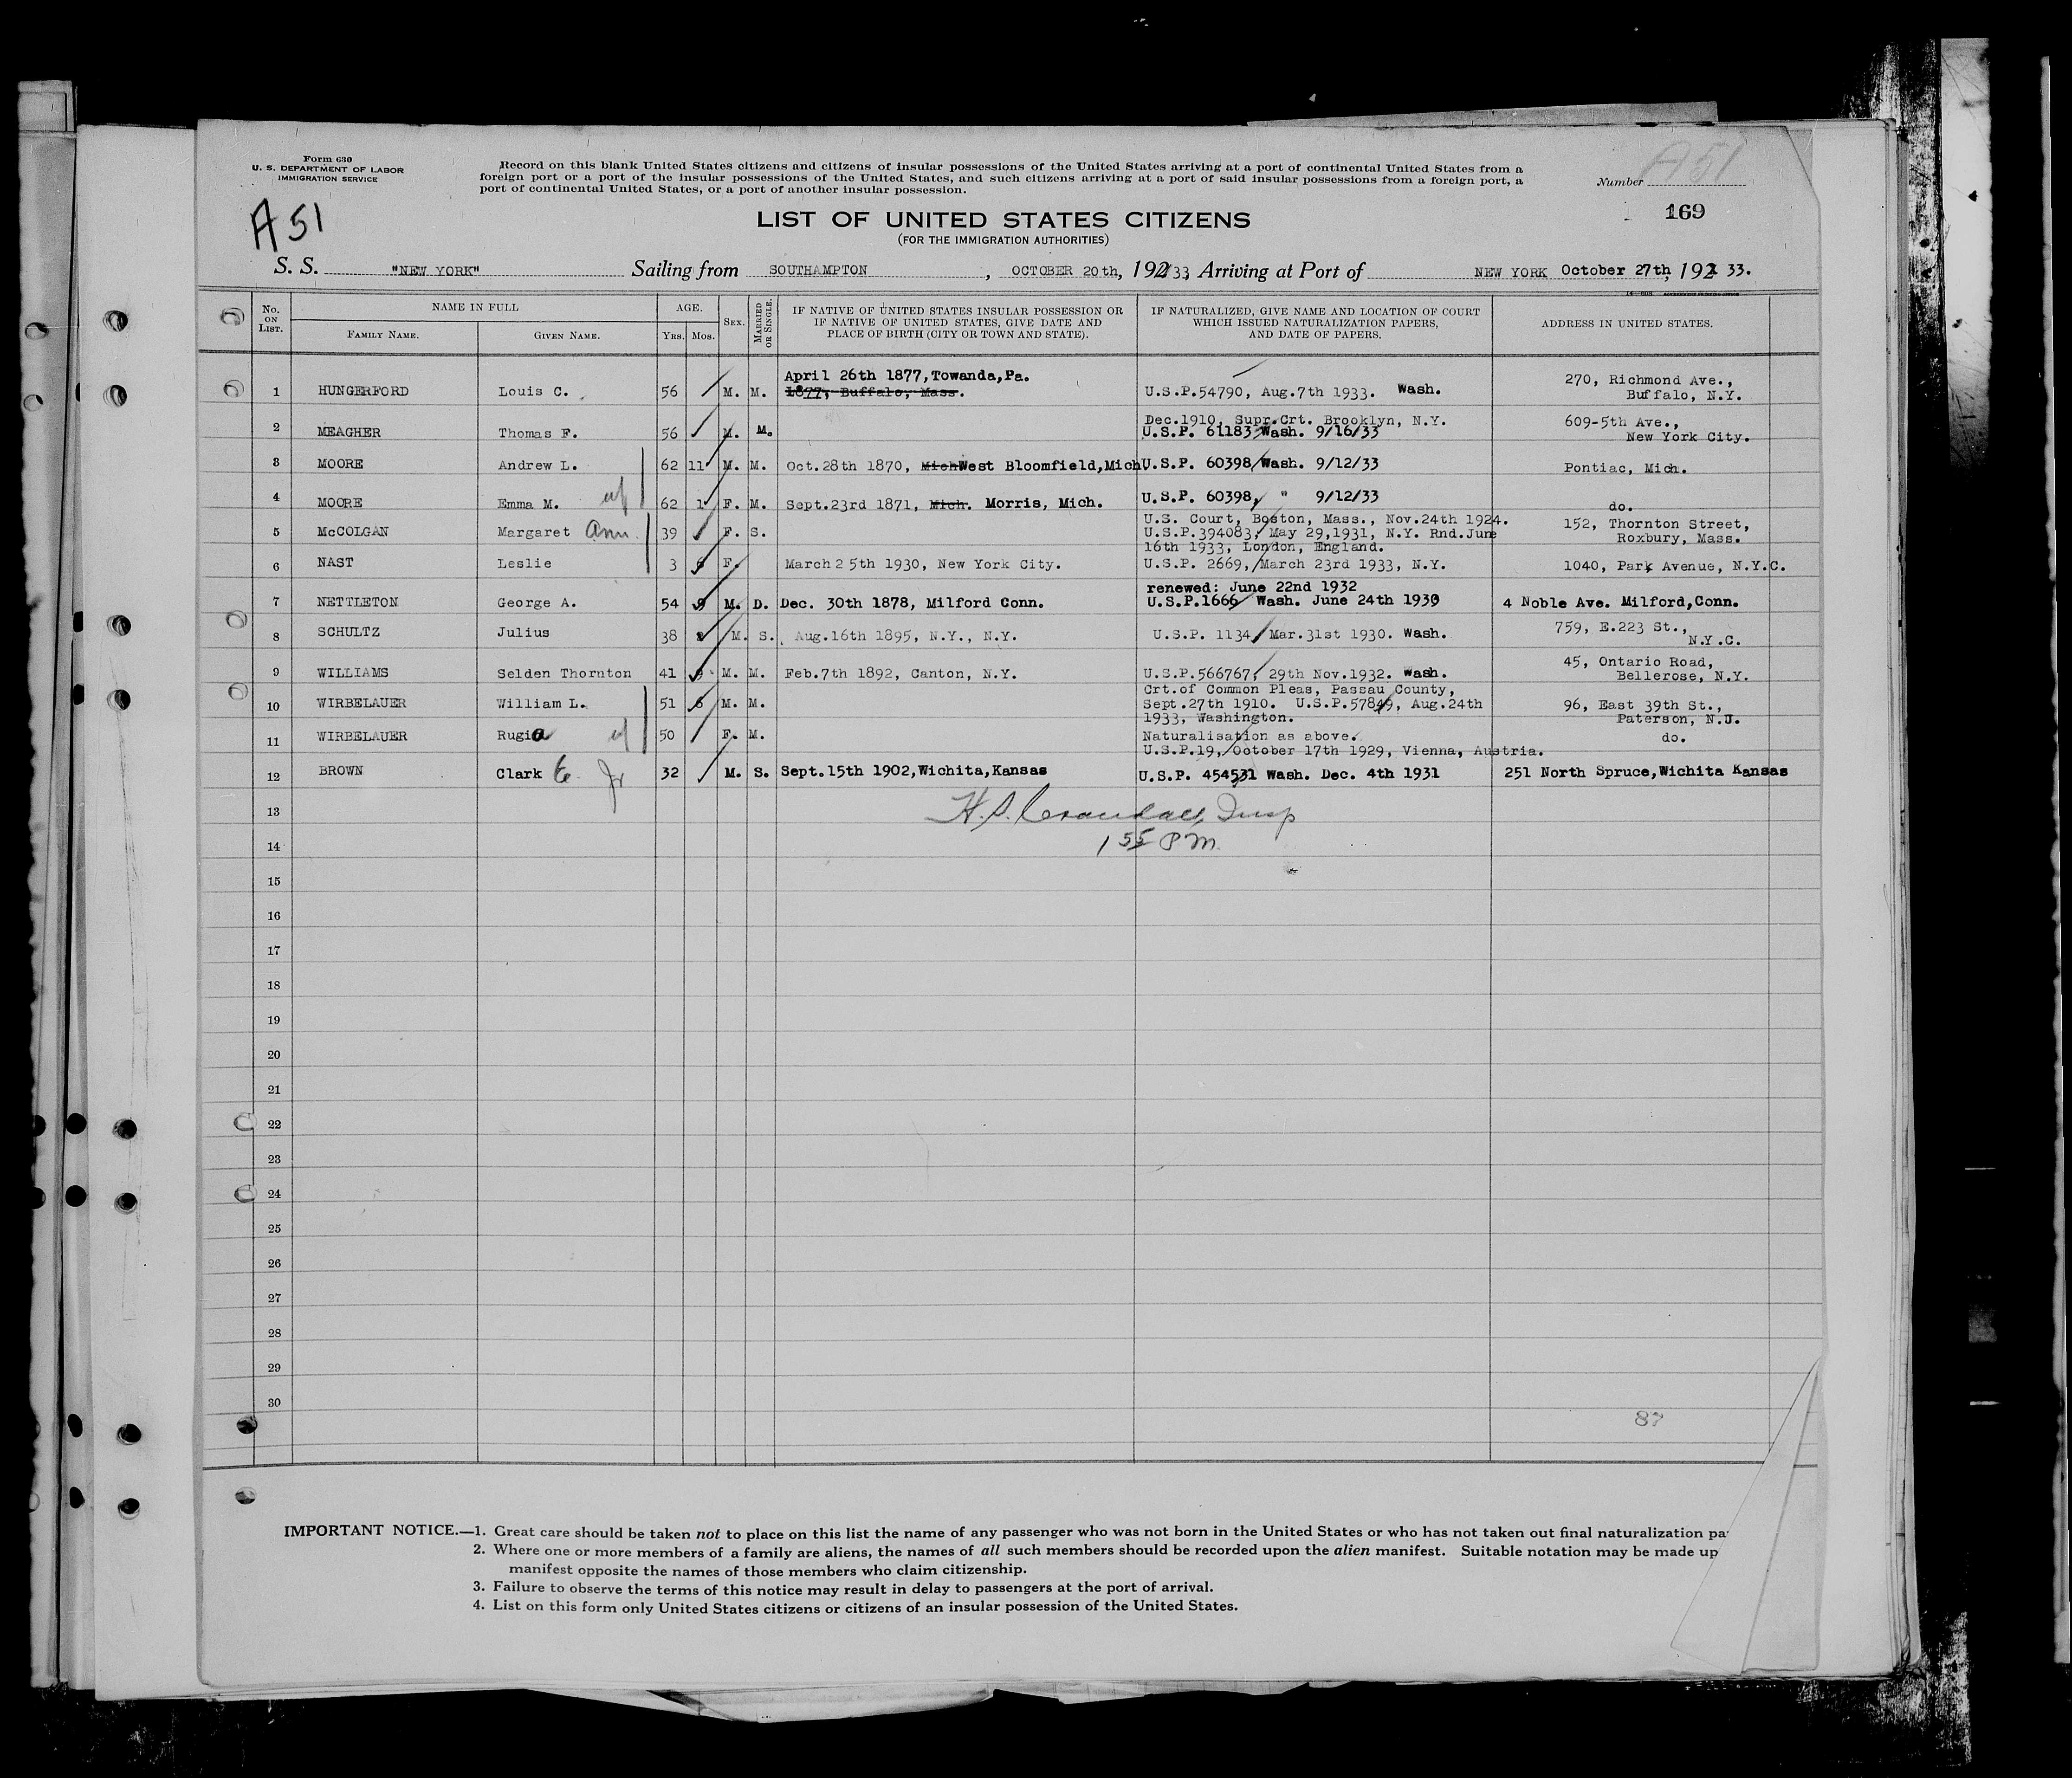 Form 630
U. S. DEPARTMENT OF LABOR
IMMIGRATION SERVICE
Record on this blank United States citizens and citizens of insular possessions of the United States arriving at a port of continental United States from a
foreign port or a port of the insular possessions of the United States, and such citizens arriving at a port of said insular possessions from a foreign port, a
port of continental United States, or a port of another insular possession.
Number A51
169
A 51
LIST OF UNITED STATES CITIZENS
(FOR THE IMMIGRATION AUTHORITIES)
S. S. "NEW YORK" Sailing from SOUTHAMPTON, OCTOBER 20th, 192 33, Arriving at Port of NEW YORK October 27th, 192 33.
No. ON LIST. NAME IN FULL FAMILY NAME. GIVEN NAME. AGE. YRS. MOS. SEX. MARRIED OR SINGLE. IF NATIVE OF UNITED STATES INSULAR POSSESSION OR IF NATIVE OF UNITED STATES, GIVE DATE AND PLACE OF BIRTH (CITY OR TOWN AND STATE). IF NATURALIZED, GIVE NAME AND LOCATION OF COURT WHICH ISSUED NATURALIZATION PAPERS, AND DATE OF PAPERS. ADDRESS IN UNITED STATES.
April 26th 1877, Towanda, Pa.
1 HUNGERFORD Louis C. 56 M. M. 1877, Buffalo, Mass. U.S.P.54790, Aug.7th 1933. Wash. 270, Richmond Ave.,
Buffalo, N.Y.
Dec.1910, Supr.Crt. Brooklyn, N.Y.
2 MEAGHER Thomas F. 56 M. M. U.S.P. 61183 Wash. 9/16/33 609-5th Ave.,
New York City.
3 MOORE Andrew L. 62 11 M. M. Oct.28th 1870, Mich West Bloomfield,Mich U.S.P. 60398 Wash. 9/12/33 Pontiac, Mich.
4 MOORE Emma M. wf 62 1 F. M. Sept.23rd 1871, Mich. Morris, Mich. U.S.P. 60398, " 9/12/33 do.
U.S. Court, Boston, Mass., Nov.24th 1924.
5 McCOLGAN Margaret Ann. 39 F. S. U.S.P.394083, May 29,1931, N.Y. Rnd.June 152, Thornton Street,
16th 1933, London, England. Roxbury, Mass.
6 NAST Leslie 3 6 F. March 25th 1930, New York City. U.S.P. 2669, March 23rd 1933, N.Y. 1040, Park Avenue, N.Y.C.
renewed: June 22nd 1932
7 NETTLETON George A. 54 9 M. D. Dec. 30th 1878, Milford Conn. U.S.P.1666 Wash. June 24th 1930 4 Noble Ave. Milford,Conn.
8 SCHULTZ Julius 38 M. S. Aug.16th 1895, N.Y., N.Y. U.S.P. 1134, Mar.31st 1930. Wash. 759, E.223 St.,
N.Y.C.
9 WILLIAMS Selden Thornton 41 M. M. Feb.7th 1892, Canton, N.Y. U.S.P.566767, 29th Nov.1932. Wash. 45, Ontario Road,
Bellerose, N.Y.
Crt.of Common Pleas, Passau County,
10 WIRBELAUER William L. 51 6 M. M. Sept.27th 1910. U.S.P.57849, Aug.24th 96, East 39th St.,
1933, Washington. Paterson, N.J.
11 WIRBELAUER Rugia wf 50 F. M. Naturalisation as above. do.
U.S.P.19, October 17th 1929, Vienna, Austria.
12 BROWN Clark Jr 32 M. S. Sept.15th 1902,Wichita,Kansas U.S.P. 454531 Wash. Dec. 4th 1931 251 North Spruce,Wichita Kansas
13 H. S. Crandall, Insp
14 1 55 P M.
15
16
17
18
19
20
21
22
23
24
25
26
27
28
29
30
87
IMPORTANT NOTICE.—1. Great care should be taken not to place on this list the name of any passenger who was not born in the United States or who has not taken out final naturalization pa
2. Where one or more members of a family are aliens, the names of all such members should be recorded upon the alien manifest. Suitable notation may be made up
manifest opposite the names of those members who claim citizenship.
3. Failure to observe the terms of this notice may result in delay to passengers at the port of arrival.
4. List on this form only United States citizens or citizens of an insular possession of the United States.